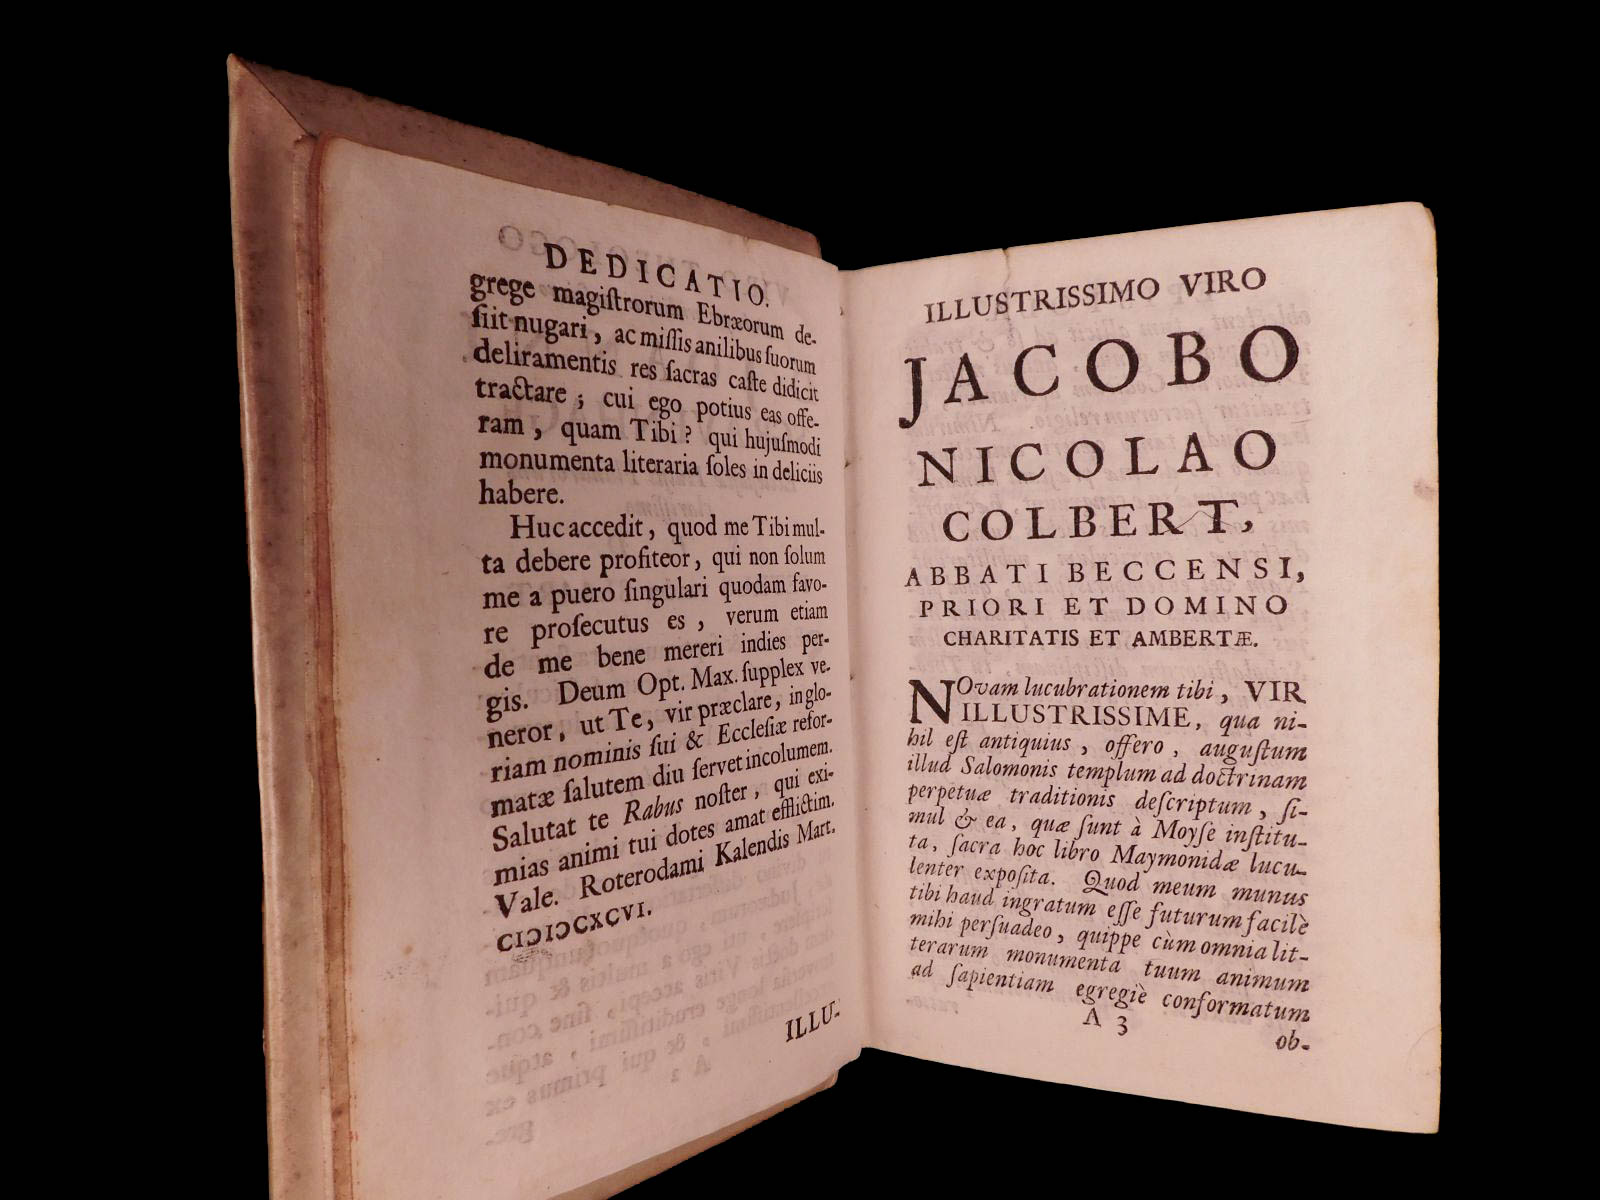 DEDICATIO.
grege magiſtrorum Ebræorum de-
ſiit nugari, ac miſſis anilibus ſuorum
deliramentis res ſacras caſte didicit
tractare; cui ego potius eas offe-
ram, quam Tibi? qui hujuſmodi
monumenta literaria ſoles in deliciis
habere.
Huc accedit, quod me Tibi mul-
ta debere profiteor, qui non ſolum
me a puero ſingulari quodam favo-
re proſecutus es, verum etiam
de me bene mereri indies per-
gis. Deum Opt. Max. ſupplex ve-
neror, ut Te, vir præclare, in glo-
riam nominis ſui & Eccleſiæ refor-
matæ ſalutem diu ſervet incolumem.
Salutat te Rabus noſter, qui exi-
mias animi tui dotes amat efflictim.
Vale. Roterodami Kalendis Mart.
CIↃIↃCXCVI.
ILLU-
ILLUSTRISSIMO VIRO
JACOBO
NICOLAO
COLBERT,
ABBATI BECCENSI,
PRIORI ET DOMINO
CHARITATIS ET AMBERTÆ.
NOvam lucubrationem tibi, VIR
ILLUSTRISSIME, qua ni-
hil eſt antiquius, offero, auguſtum
illud Salomonis templum ad doctrinam
perpetuæ traditionis deſcriptum, ſi-
mul & ea, quæ ſunt à Moyſe inſtitu-
ta, ſacra hoc libro Maymonidæ lucu-
lenter expoſita. Quod meum munus
tibi haud ingratum eſſe futurum facilè
mihi perſuadeo, quippe cùm omnia lit-
terarum monumenta tuum animum
ad ſapientiam egregiè conformatum
A 3
ob-